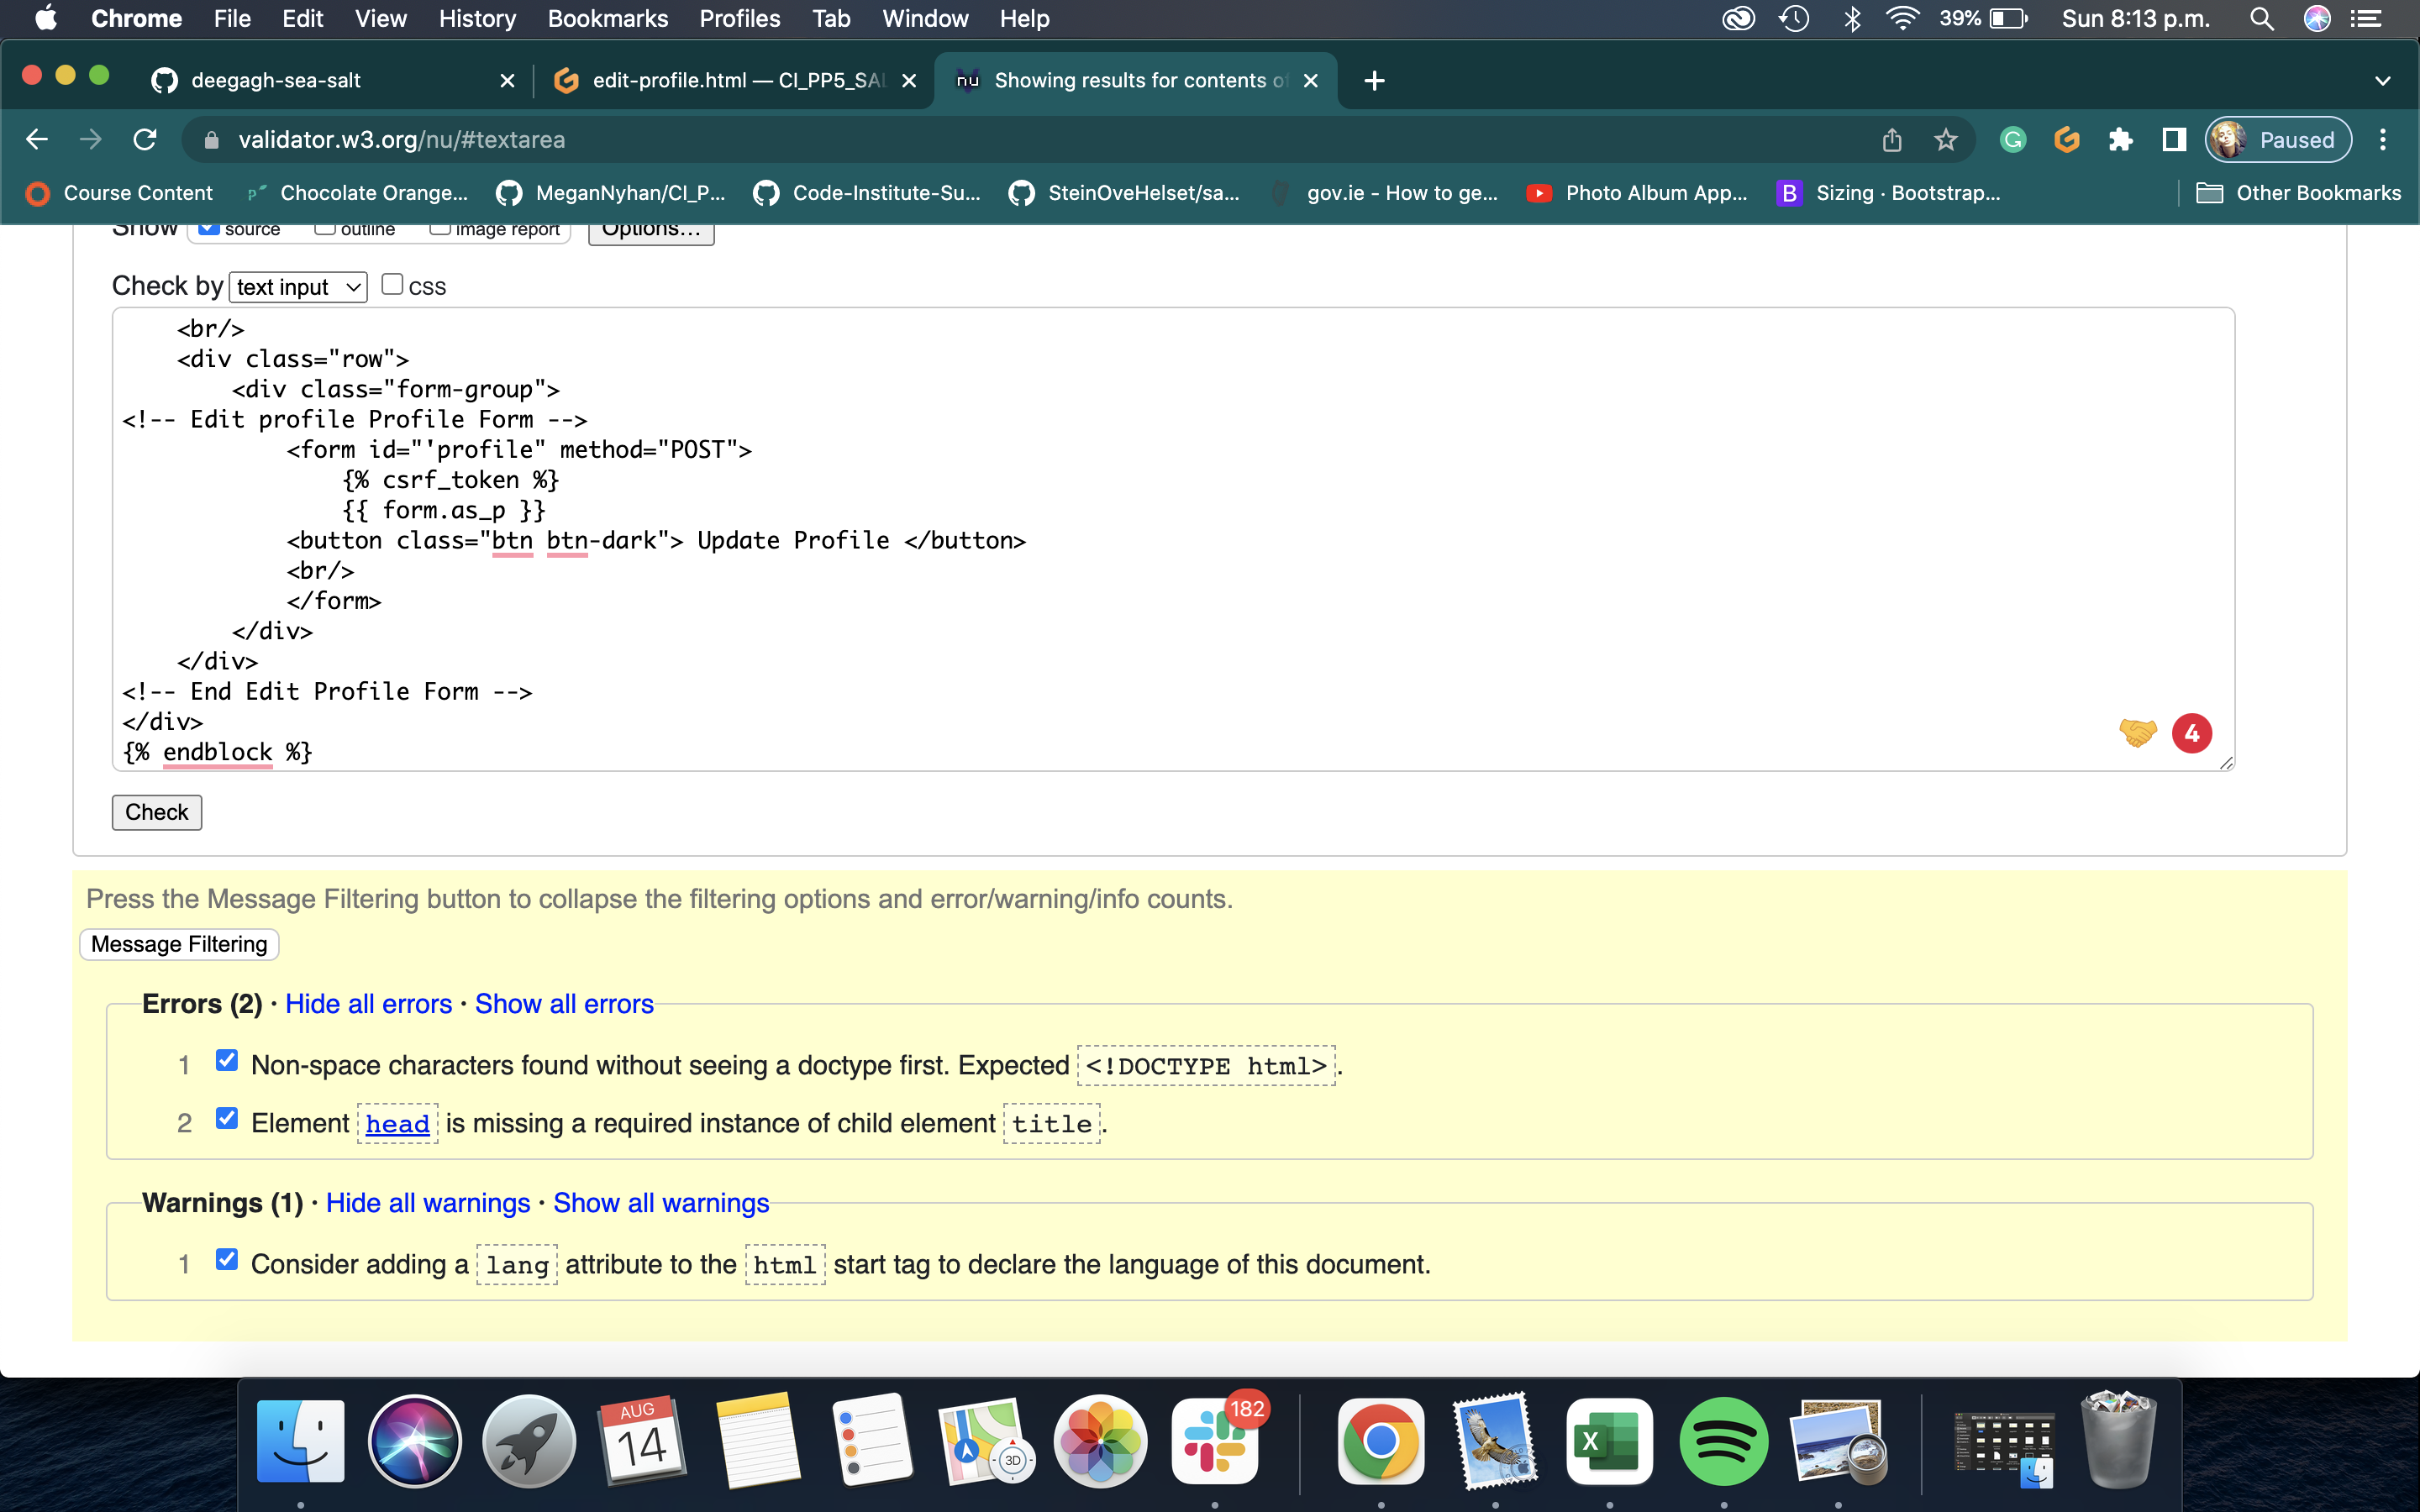 Chrome File Edit View History Bookmarks Profiles Tab Window Help 39% Sun 8:13 p.m.
deegagh-sea-salt edit-profile.html — CI_PP5_SAL nu Showing results for contents of
validator.w3.org/nu/#textarea G Paused
Course Content Chocolate Orange... MeganNyhan/CI_P... Code-Institute-Su... SteinOveHelset/sa... gov.ie - How to ge... Photo Album App... B Sizing · Bootstrap... Other Bookmarks
Show source outline image report Options...
Check by text input css
<br/>
<div class="row">
<div class="form-group">
<!-- Edit profile Profile Form -->
<form id="'profile" method="POST">
{% csrf_token %}
{{ form.as_p }}
<button class="btn btn-dark"> Update Profile </button>
<br/>
</form>
</div>
</div>
<!-- End Edit Profile Form -->
</div>
{% endblock %}
4
Check
Press the Message Filtering button to collapse the filtering options and error/warning/info counts.
Message Filtering
Errors (2) · Hide all errors · Show all errors
1 Non-space characters found without seeing a doctype first. Expected <!DOCTYPE html>.
2 Element head is missing a required instance of child element title.
Warnings (1) · Hide all warnings · Show all warnings
1 Consider adding a lang attribute to the html start tag to declare the language of this document.
AUG
14
3D
182
X